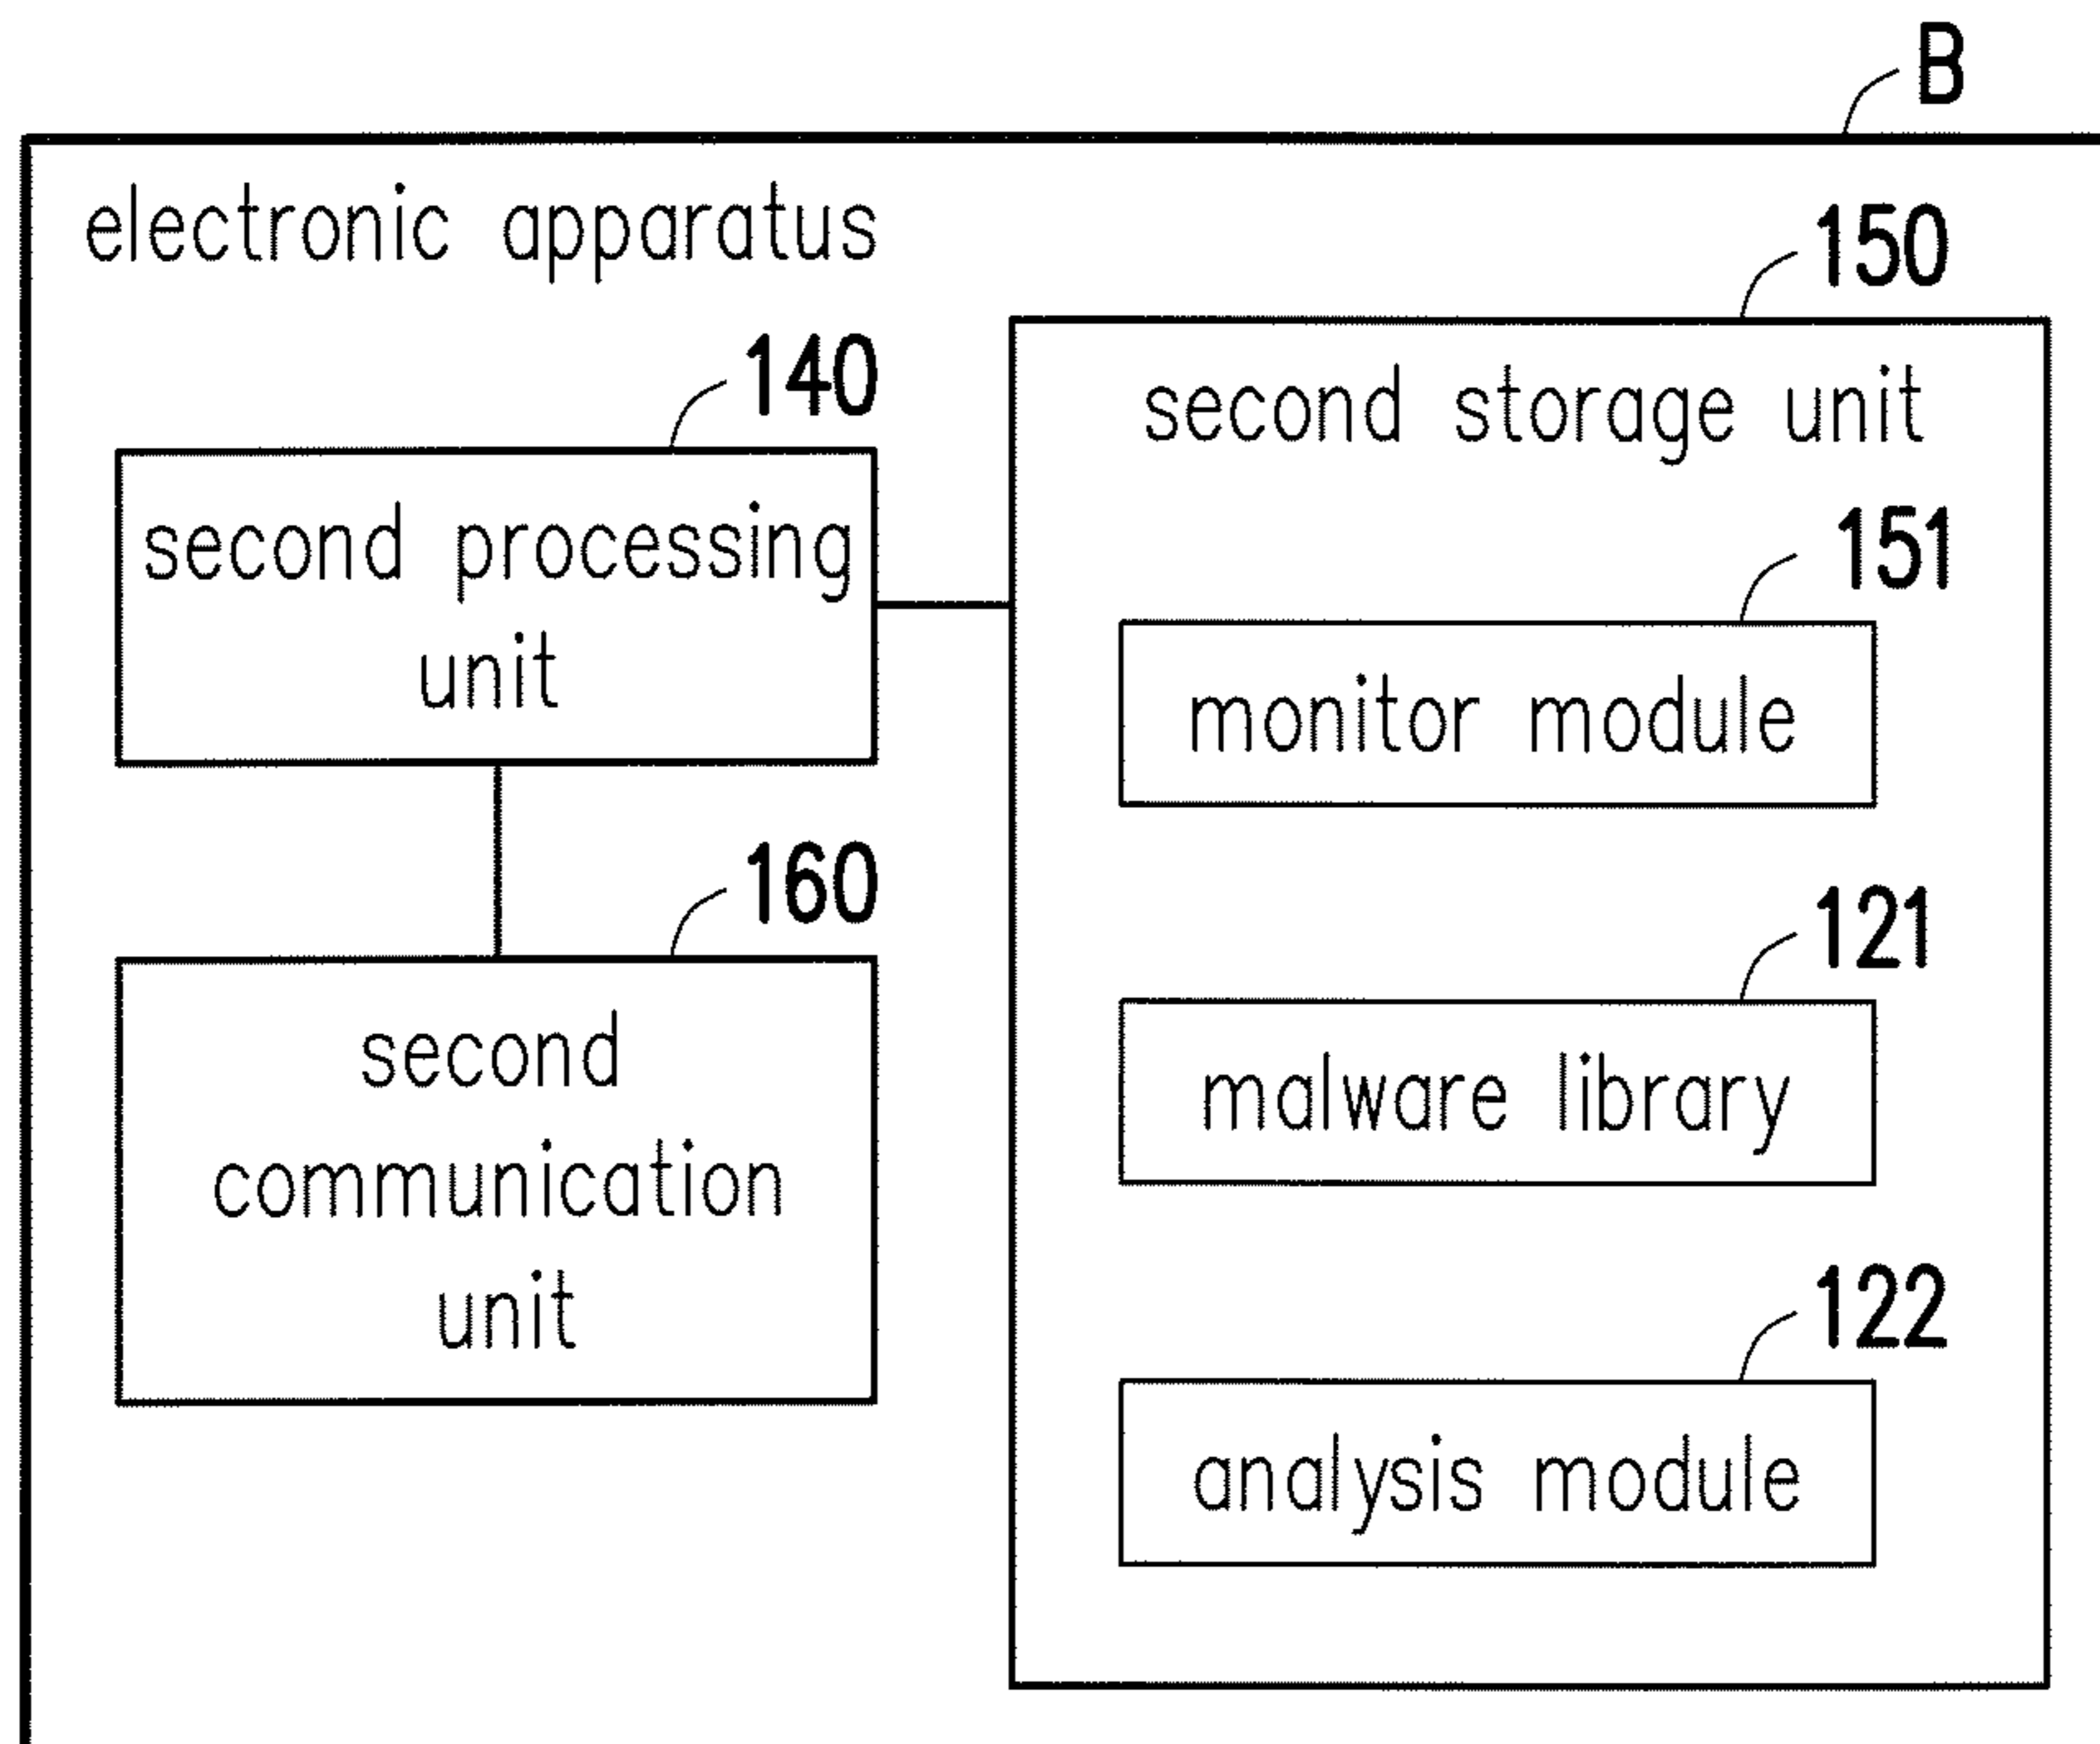 B
electronic apparatus
150
second storage unit
140
second processing
unit
151
monitor module
160
second
communication
unit
121
malware library
122
analysis module